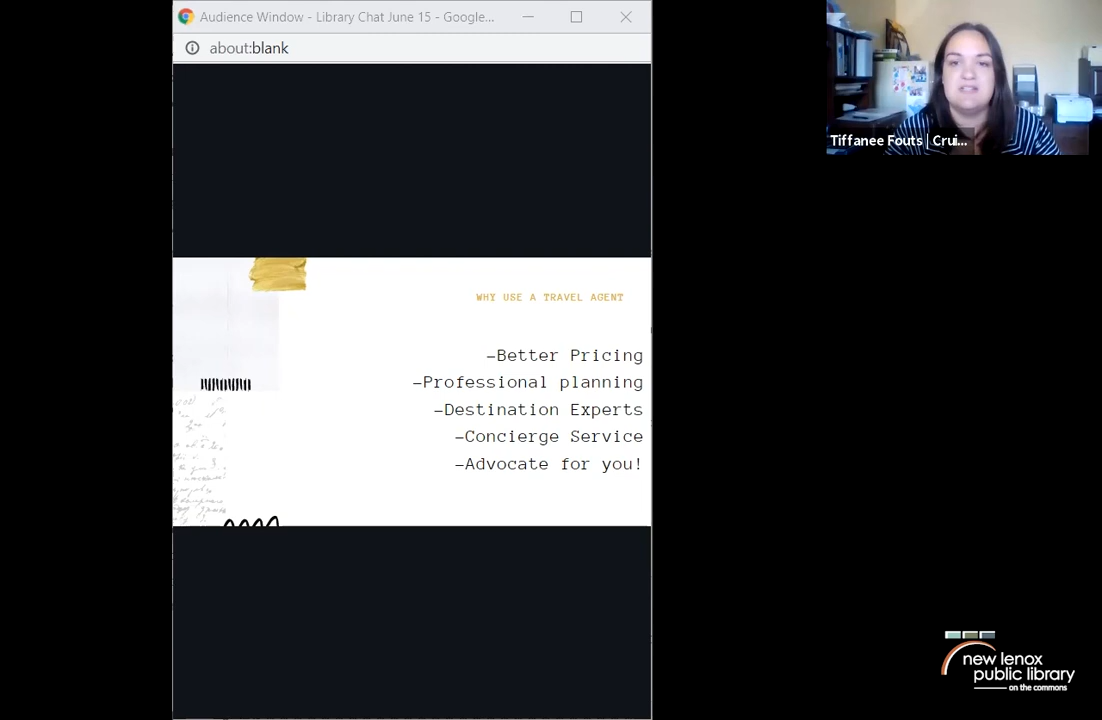 Audience Window - Library Chat June 15 - Google...
about:blank
Tiffanee Fouts | Crui...
WHY USE A TRAVEL AGENT
-Better Pricing
-Professional planning
-Destination Experts
-Concierge Service
-Advocate for you!
new lenox
public library
on the commons